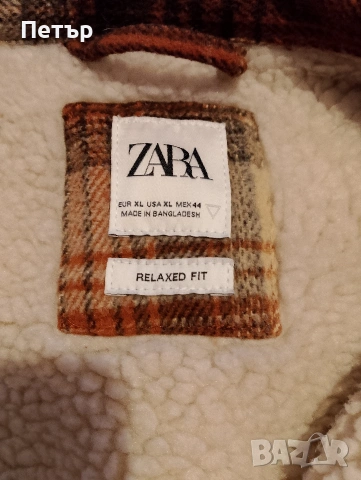 Петър
ZARA
EUR XL USA XL MEX 44
MADE IN BANGLADESH
RELAXED FIT
BAZAR